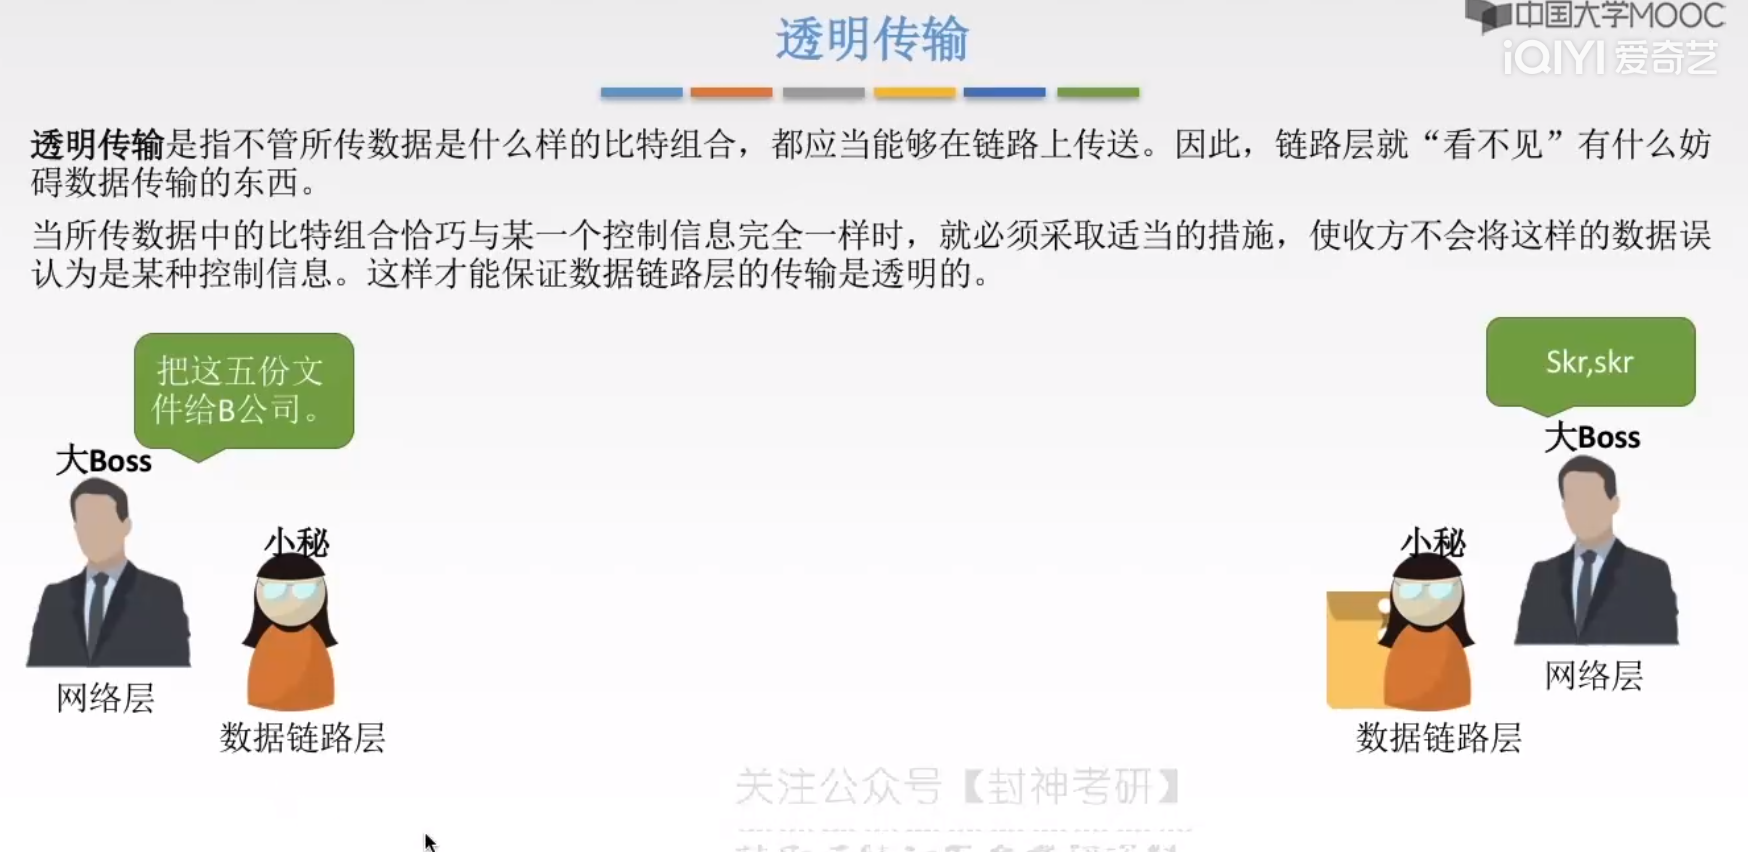 中国大学MOOC
iQIYI 爱奇艺
透明传输
透明传输是指不管所传数据是什么样的比特组合，都应当能够在链路上传送。因此，链路层就“看不见”有什么妨
碍数据传输的东西。
当所传数据中的比特组合恰巧与某一个控制信息完全一样时，就必须采取适当的措施，使收方不会将这样的数据误
认为是某种控制信息。这样才能保证数据链路层的传输是透明的。
把这五份文
件给B公司。
大Boss
小秘
网络层
数据链路层
Skr,skr
大Boss
小秘
网络层
数据链路层
关注公众号【封神考研】